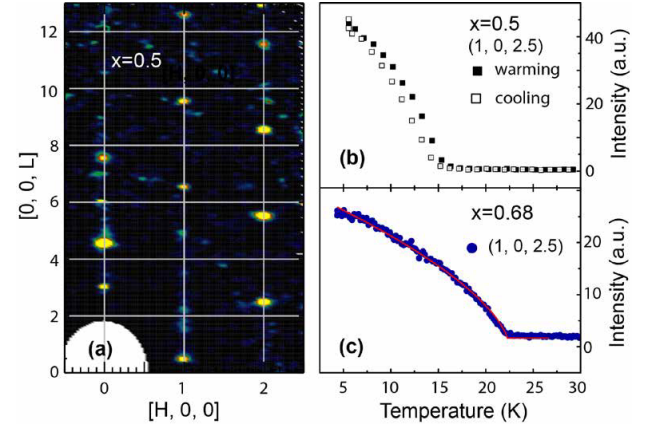 x=0.5
12
10
8
6
4
2
0
[0, 0, L]
(a)
0
1
2
[H, 0, 0]
x=0.5
(1, 0, 2.5)
warming
cooling
(b)
40
20
0
Intensity (a.u.)
x=0.68
(1, 0, 2.5)
(c)
20
10
0
Intensity (a.u.)
5
10
15
20
25
30
Temperature (K)